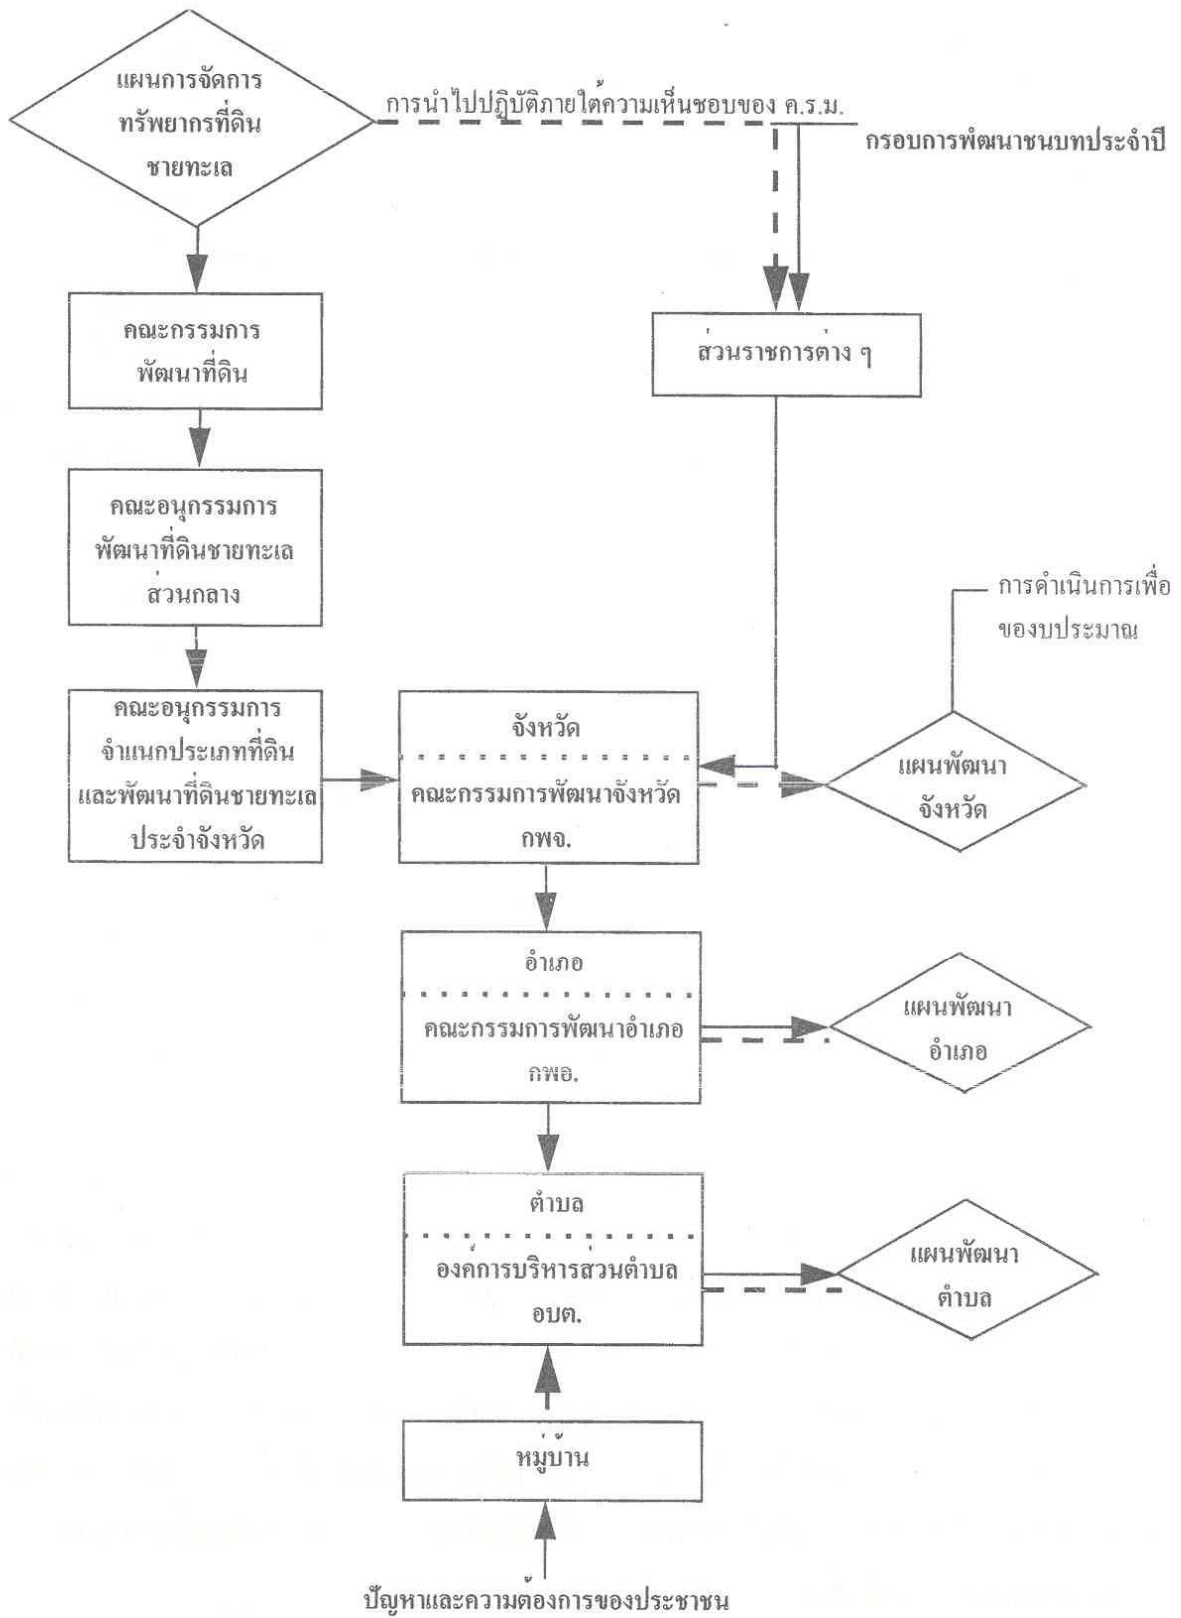 แผนการจัดการ
ทรัพยากรที่ดิน
ชายทะเล
การนำไปปฏิบัติภายใต้ความเห็นชอบของ ค.ร.ม.
กรอบการพัฒนาชนบทประจำปี
คณะกรรมการ
พัฒนาที่ดิน
ส่วนราชการต่าง ๆ
คณะอนุกรรมการ
พัฒนาที่ดินชายทะเล
ส่วนกลาง
การดำเนินการเพื่อ
ของบประมาณ
คณะอนุกรรมการ
จำแนกประเภทที่ดิน
และพัฒนาที่ดินชายทะเล
ประจำจังหวัด
จังหวัด
คณะกรรมการพัฒนาจังหวัด
กพจ.
แผนพัฒนา
จังหวัด
อำเภอ
คณะกรรมการพัฒนาอำเภอ
กพอ.
แผนพัฒนา
อำเภอ
ตำบล
องค์การบริหารส่วนตำบล
อบต.
แผนพัฒนา
ตำบล
หมู่บ้าน
ปัญหาและความต้องการของประชาชน